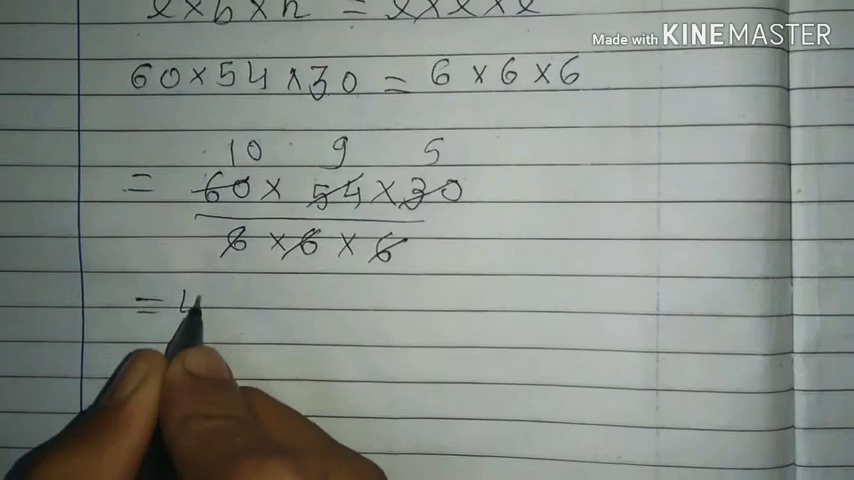 l×b×h = l×l×l
Made with KINEMASTER
60×54×30 = 6×6×6
10 9 5
= 60× 54×30
6 ×6× 6
= 4